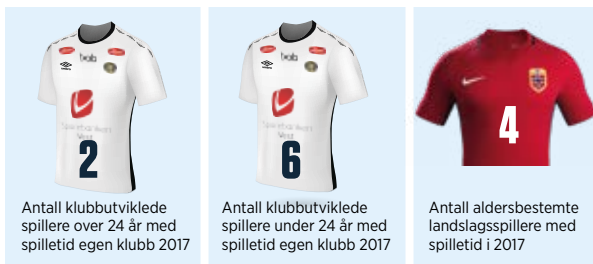 2
Antall klubbutviklede
spillere over 24 år med
spilletid egen klubb 2017
6
Antall klubbutviklede
spillere under 24 år med
spilletid egen klubb 2017
4
Antall aldersbestemte
landslagsspillere med
spilletid i 2017